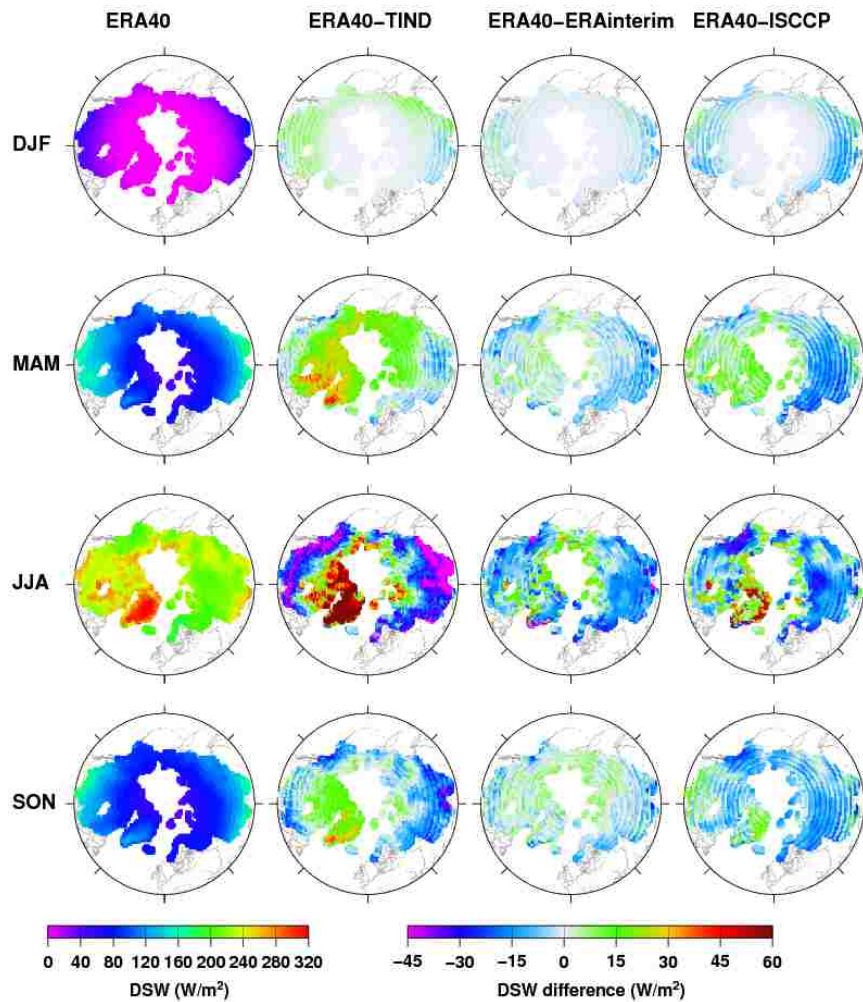 ERA40 ERA40−TIND ERA40−ERAinterim ERA40−ISCCP
DJF
MAM
JJA
SON
0 40 80 120 160 200 240 280 320
DSW (W/m²)
−45 −30 −15 0 15 30 45 60
DSW difference (W/m²)